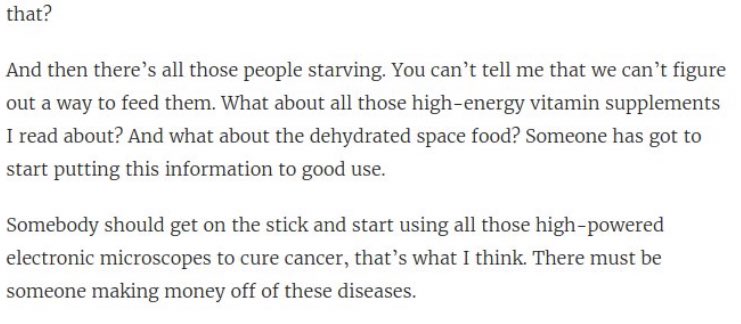 that?
And then there’s all those people starving. You can’t tell me that we can’t figure
out a way to feed them. What about all those high-energy vitamin supplements
I read about? And what about the dehydrated space food? Someone has got to
start putting this information to good use.
Somebody should get on the stick and start using all those high-powered
electronic microscopes to cure cancer, that’s what I think. There must be
someone making money off of these diseases.